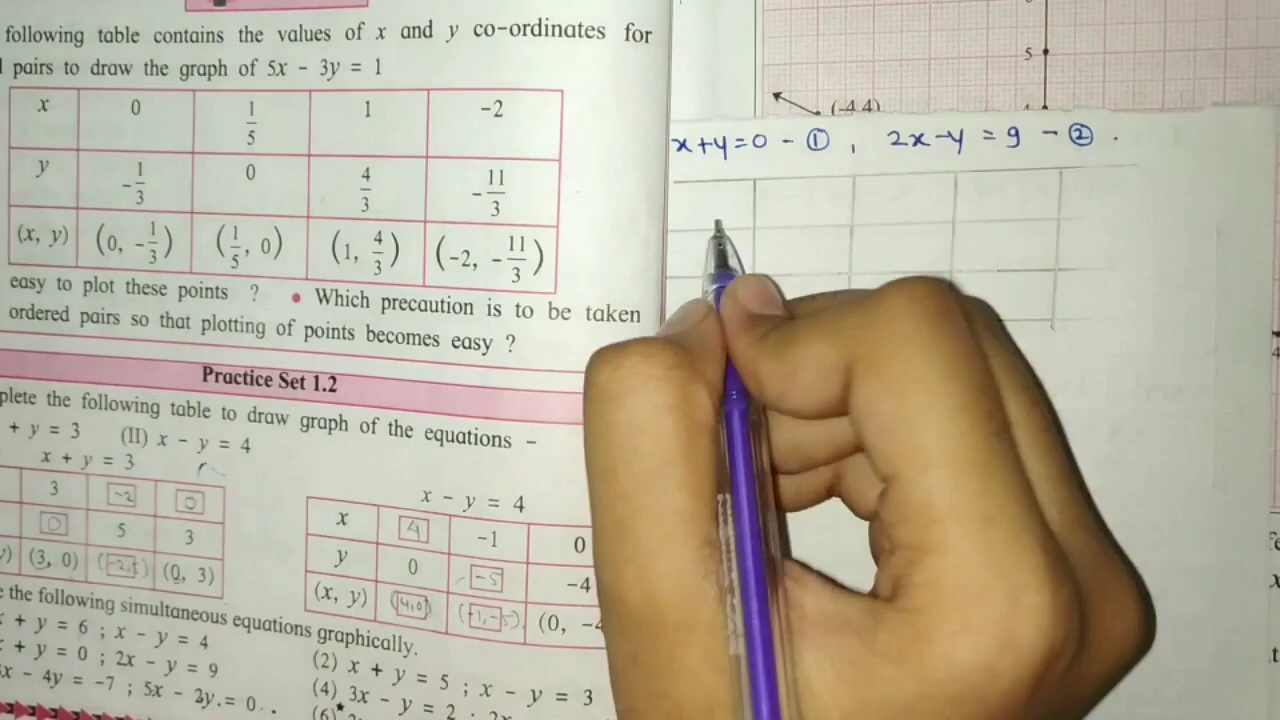 following table contains the values of x and y co-ordinates for
pairs to draw the graph of 5x - 3y = 1
x 0 1/5 1 -2
y -1/3 0 4/3 -11/3
(x, y) (0, -1/3) (1/5, 0) (1, 4/3) (-2, -11/3)
easy to plot these points ? • Which precaution is to be taken
ordered pairs so that plotting of points becomes easy ?
Practice Set 1.2
plete the following table to draw graph of the equations -
+ y = 3 (II) x - y = 4
x + y = 3
3 -2 0
0 5 3
y) (3, 0) (-2,5) (0, 3)
x - y = 4
x 4 -1 0
y 0 -5 -4
(x, y) (4,0) (-1,-5) (0, -4
the following simultaneous equations graphically.
+ y = 6 ; x - y = 4
(2) x + y = 5 ; x - y = 3
+ y = 0 ; 2x - y = 9
(4) 3x - y = 2 ; 2x
x - 4y = -7 ; 5x - 2y = 0
(6)
5
(-4,4)
x+y=0 - ①, 2x-y=9 - ②.